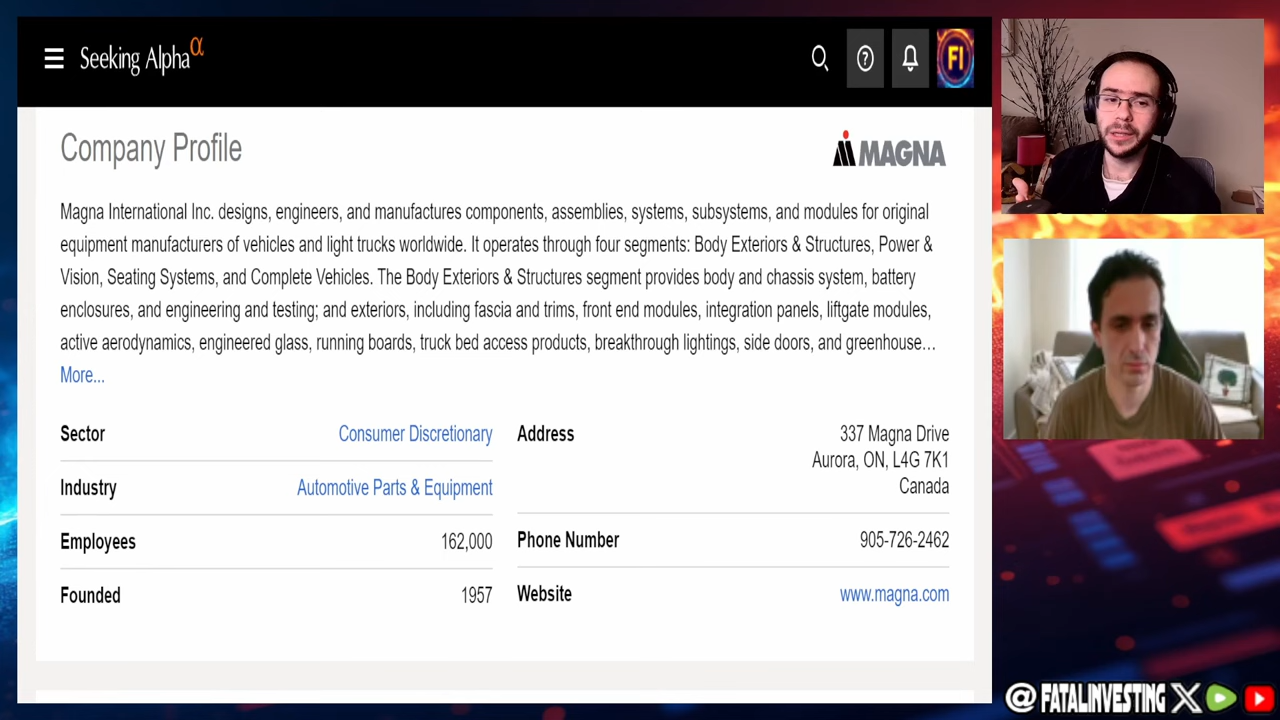 Seeking Alpha α
FI
Company Profile
MAGNA
Magna International Inc. designs, engineers, and manufactures components, assemblies, systems, subsystems, and modules for original
equipment manufacturers of vehicles and light trucks worldwide. It operates through four segments: Body Exteriors & Structures, Power &
Vision, Seating Systems, and Complete Vehicles. The Body Exteriors & Structures segment provides body and chassis system, battery
enclosures, and engineering and testing; and exteriors, including fascia and trims, front end modules, integration panels, liftgate modules,
active aerodynamics, engineered glass, running boards, truck bed access products, breakthrough lightings, side doors, and greenhouse…
More...
Sector Consumer Discretionary
Industry Automotive Parts & Equipment
Employees 162,000
Founded 1957
Address 337 Magna Drive
Aurora, ON, L4G 7K1
Canada
Phone Number 905-726-2462
Website www.magna.com
@FATALINVESTING X